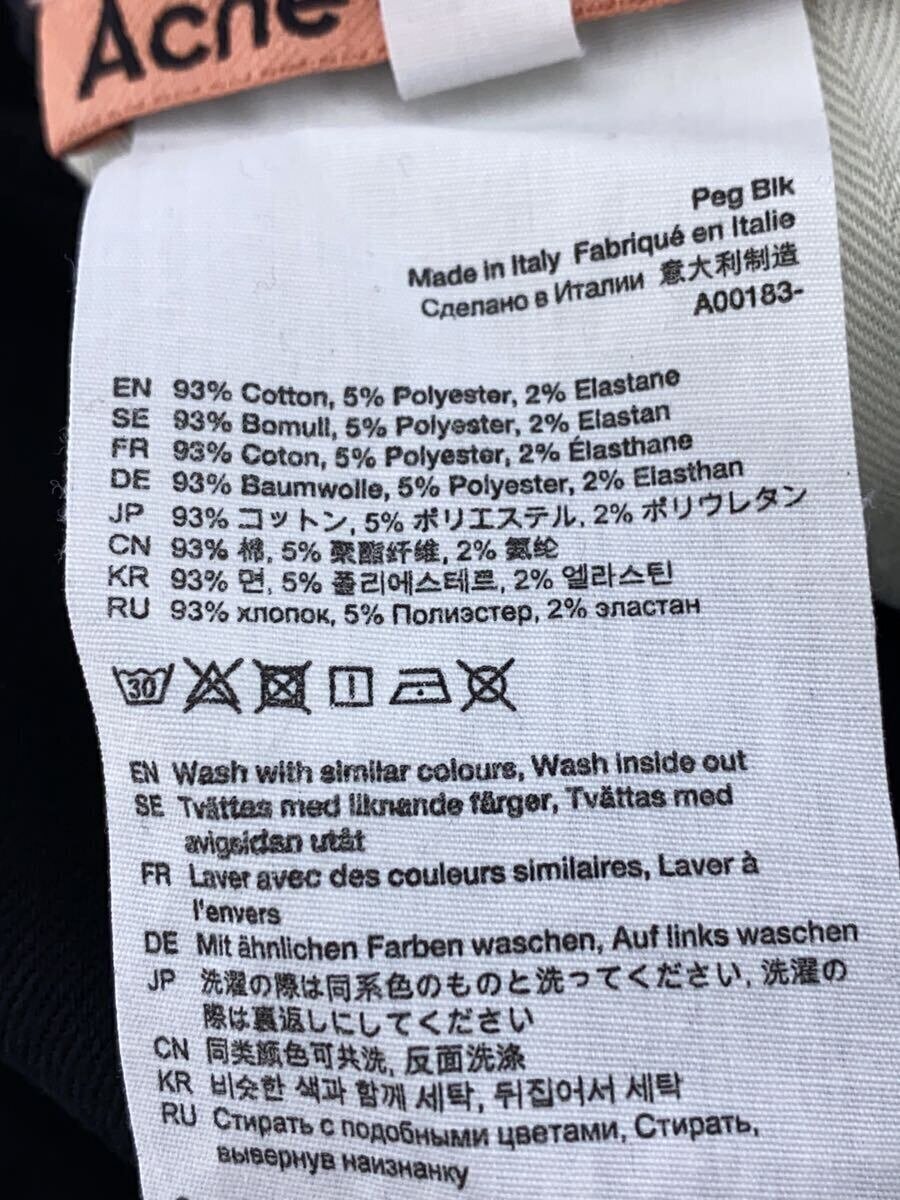 Acne
Peg Blk
Made in Italy Fabriqué en Italie
Сделано в Италии 意大利制造
A00183-
EN 93% Cotton, 5% Polyester, 2% Elastane
SE 93% Bomull, 5% Polyester, 2% Elastan
FR 93% Coton, 5% Polyester, 2% Élasthane
DE 93% Baumwolle, 5% Polyester, 2% Elasthan
JP 93% コットン, 5% ポリエステル, 2% ポリウレタン
CN 93% 棉, 5% 聚酯纤维, 2% 氨纶
KR 93% 면, 5% 폴리에스테르, 2% 엘라스틴
RU 93% хлопок, 5% Полиэстер, 2% эластан
30
EN Wash with similar colours, Wash inside out
SE Tvättas med liknande färger, Tvättas med
avigsidan utåt
FR Laver avec des couleurs similaires, Laver à
l'envers
DE Mit ähnlichen Farben waschen, Auf links waschen
JP 洗濯の際は同系色のものと洗ってください, 洗濯の
際は裏返しにしてください
CN 同类颜色可共洗, 反面洗涤
KR 비슷한 색과 함께 세탁, 뒤집어서 세탁
RU Стирать с подобными цветами, Стирать,
вывернув наизнанку